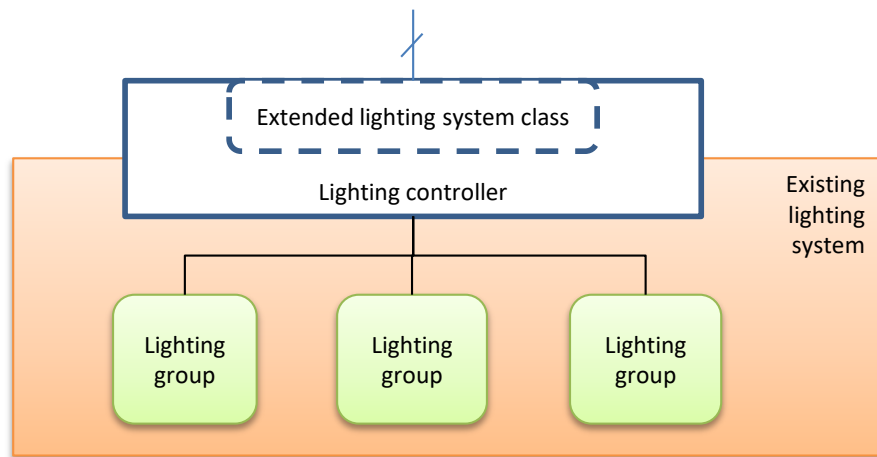 Extended lighting system class
Lighting controller
Existing
lighting
system
Lighting
group
Lighting
group
Lighting
group